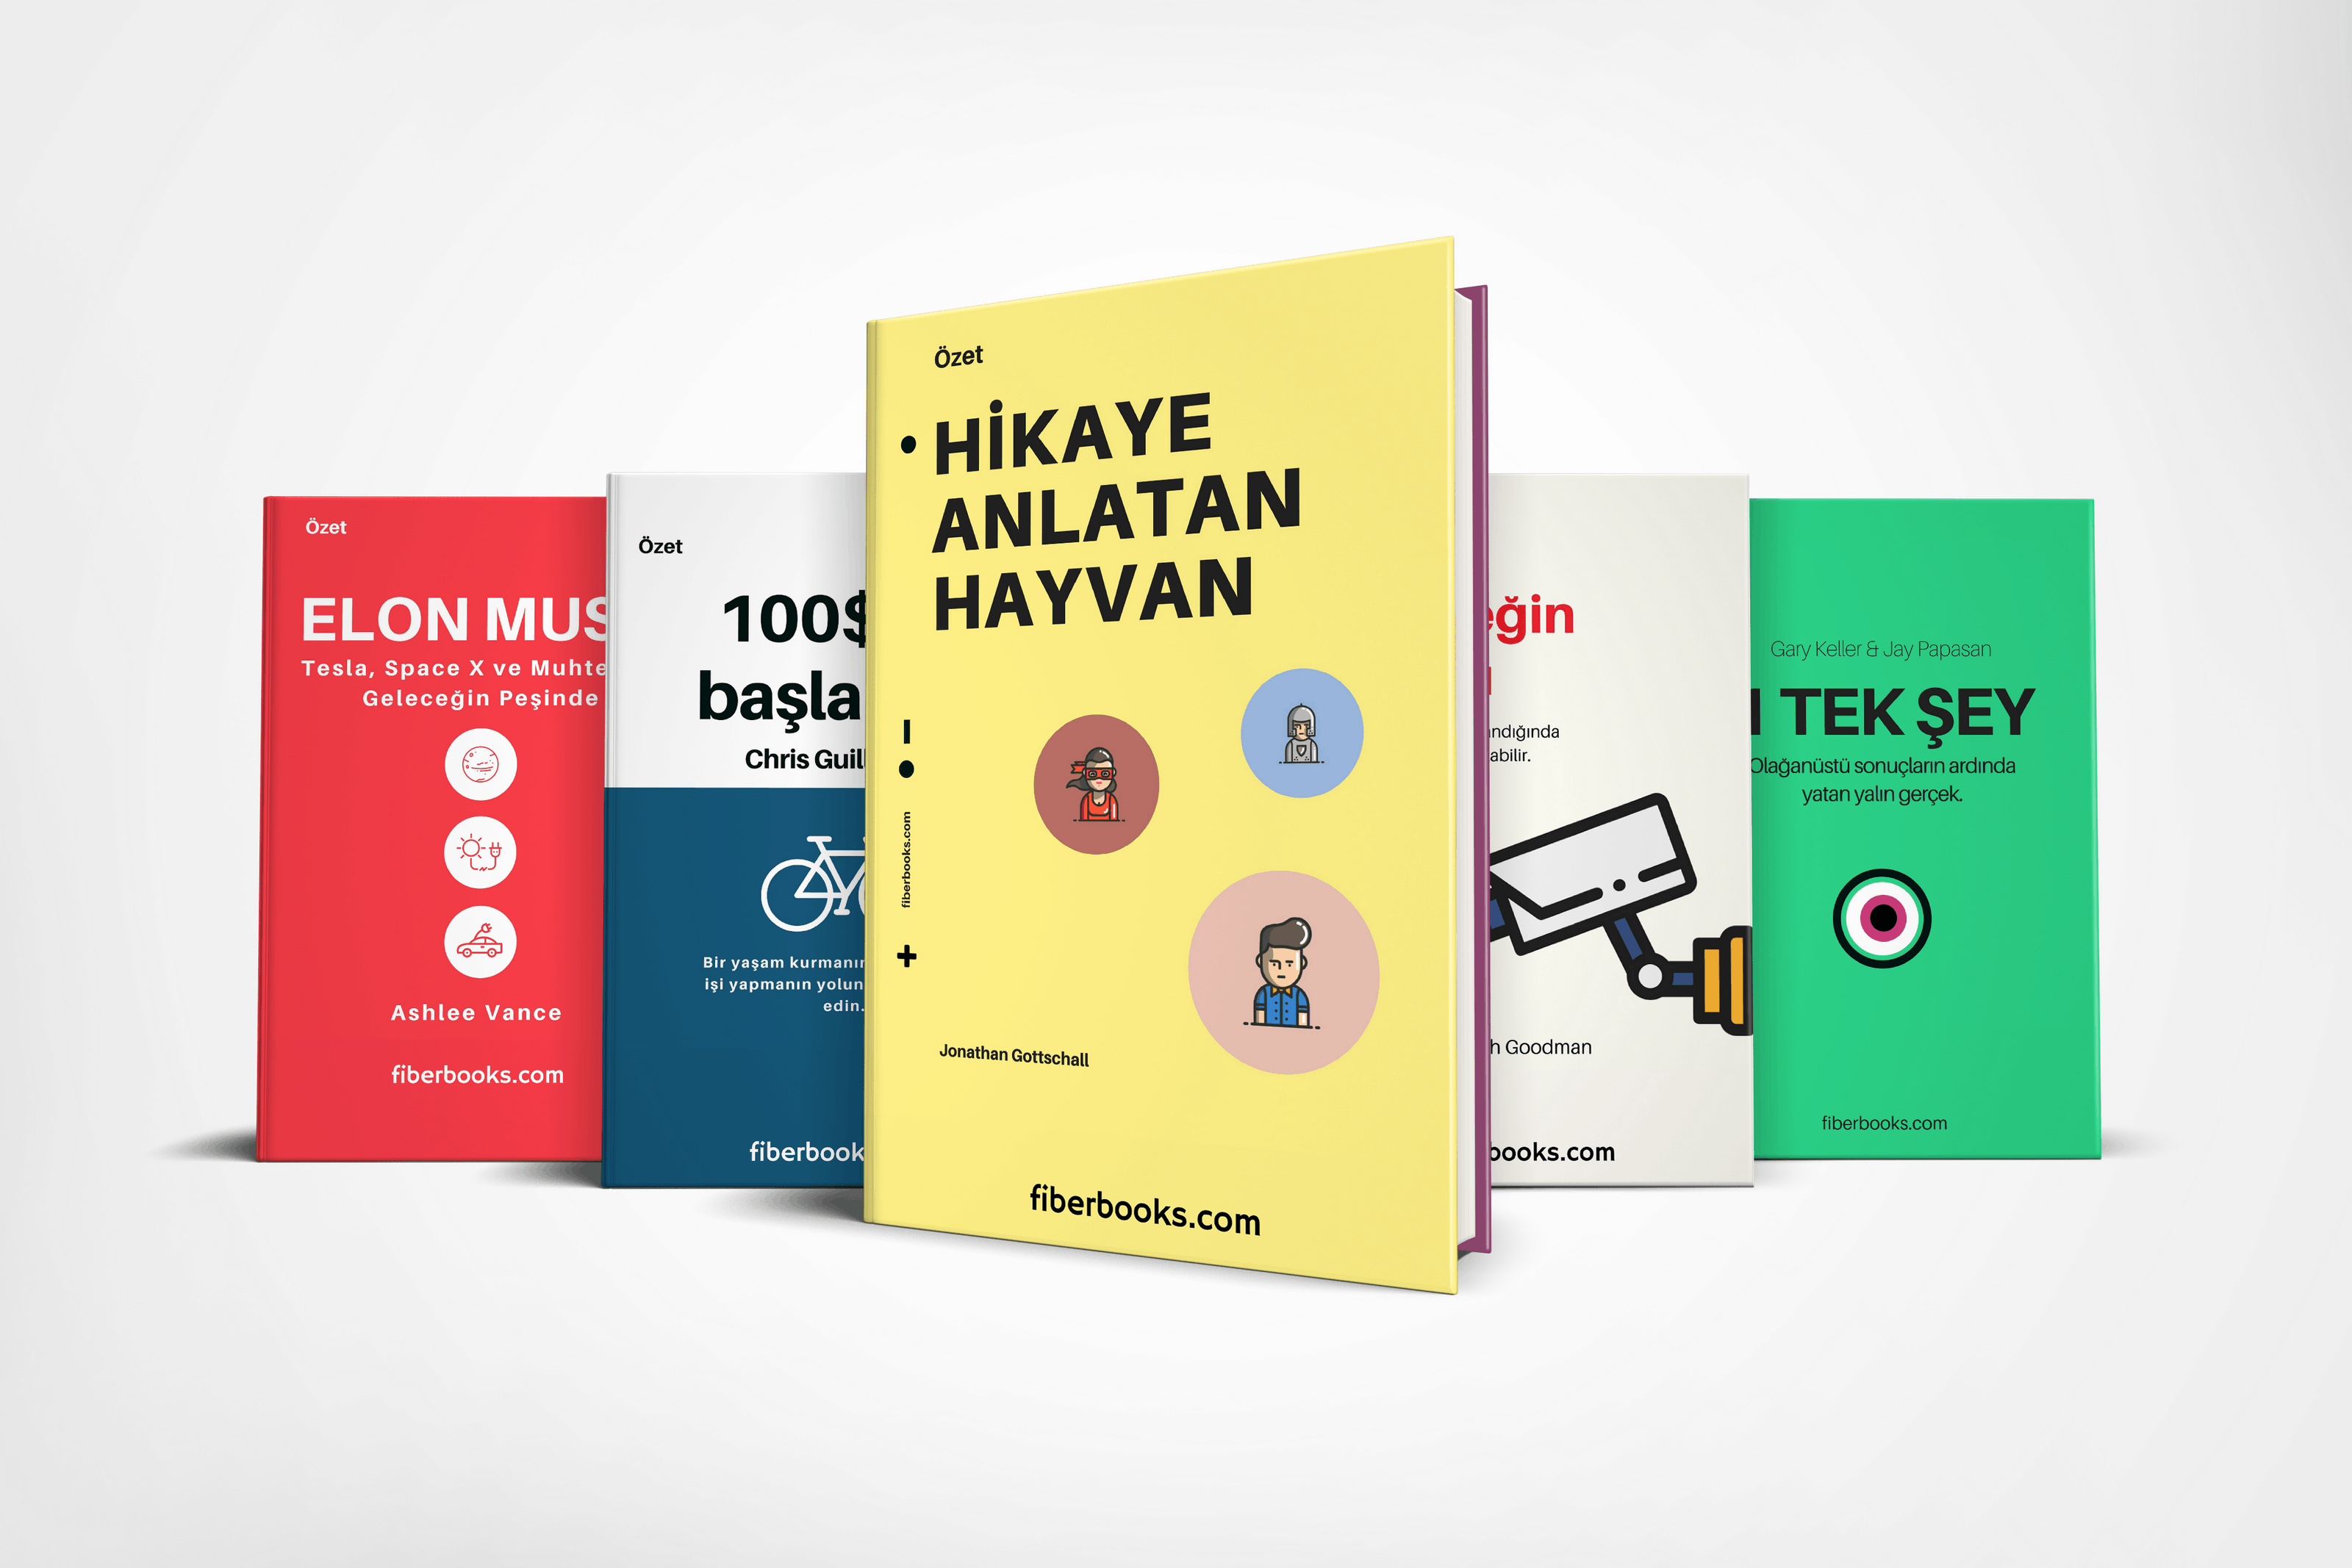 Özet
ELON MUS
Tesla, Space X ve Muhte
Geleceğin Peşinde
Ashlee Vance
fiberbooks.com
Özet
100$
başla
Chris Guil
Bir yaşam kurmanın
işi yapmanın yolun
edin.
fiberbook
Özet
HİKAYE
ANLATAN
HAYVAN
fiberbooks.com
Jonathan Gottschall
fiberbooks.com
eğin
ndığında
abilir.
h Goodman
books.com
Gary Keller & Jay Papasan
TEK ŞEY
Olağanüstü sonuçların ardında
yatan yalın gerçek.
fiberbooks.com